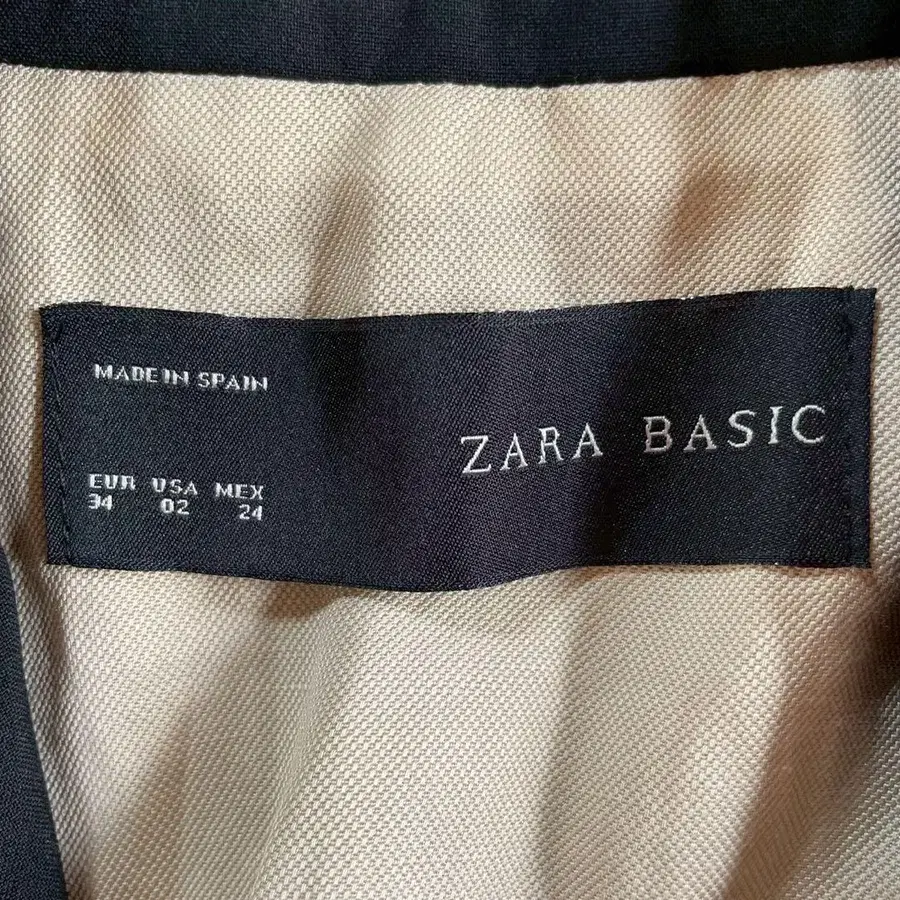 MADE IN SPAIN
ZARA BASIC
EUR USA MEX
34 02 24